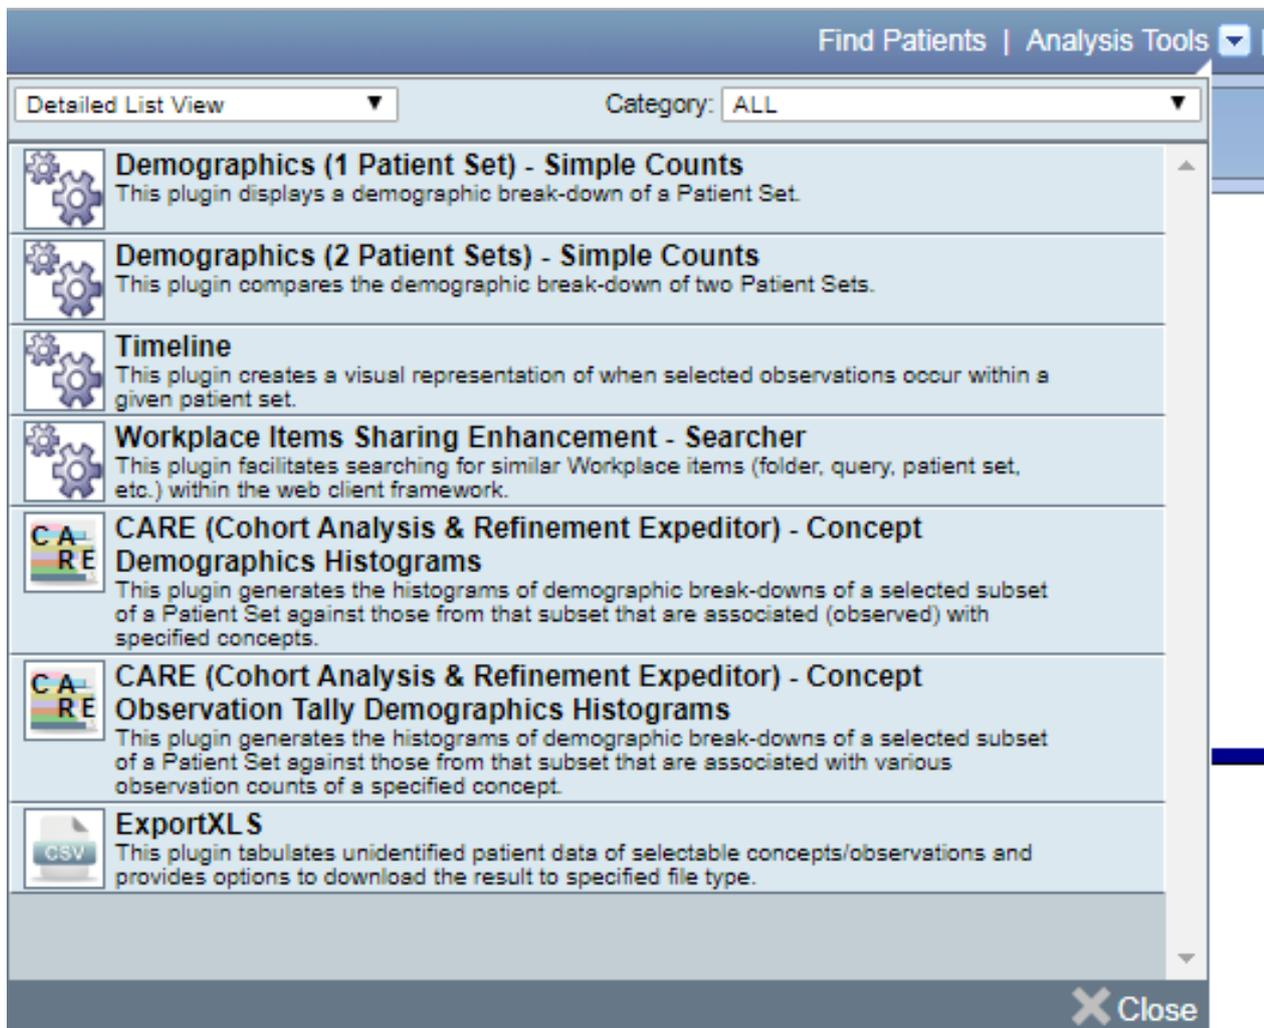 Find Patients | Analysis Tools
Detailed List View
Category: ALL
Demographics (1 Patient Set) - Simple Counts
This plugin displays a demographic break-down of a Patient Set.
Demographics (2 Patient Sets) - Simple Counts
This plugin compares the demographic break-down of two Patient Sets.
Timeline
This plugin creates a visual representation of when selected observations occur within a
given patient set.
Workplace Items Sharing Enhancement - Searcher
This plugin facilitates searching for similar Workplace items (folder, query, patient set,
etc.) within the web client framework.
C A
R E
CARE (Cohort Analysis & Refinement Expeditor) - Concept
Demographics Histograms
This plugin generates the histograms of demographic break-downs of a selected subset
of a Patient Set against those from that subset that are associated (observed) with
specified concepts.
C A
R E
CARE (Cohort Analysis & Refinement Expeditor) - Concept
Observation Tally Demographics Histograms
This plugin generates the histograms of demographic break-downs of a selected subset
of a Patient Set against those from that subset that are associated with various
observation counts of a specified concept.
CSV
ExportXLS
This plugin tabulates unidentified patient data of selectable concepts/observations and
provides options to download the result to specified file type.
Close